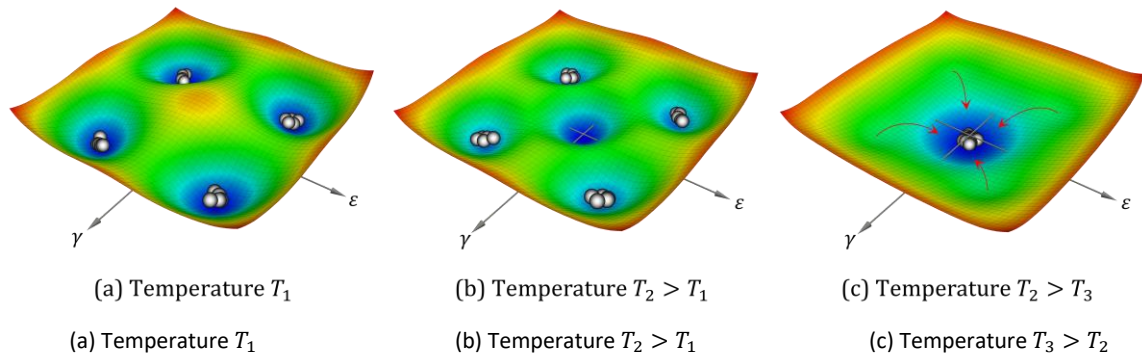 ε
γ
ε
γ
ε
γ
(a) Temperature T₁
(b) Temperature T₂ > T₁
(c) Temperature T₂ > T₃
(a) Temperature T₁
(b) Temperature T₂ > T₁
(c) Temperature T₃ > T₂